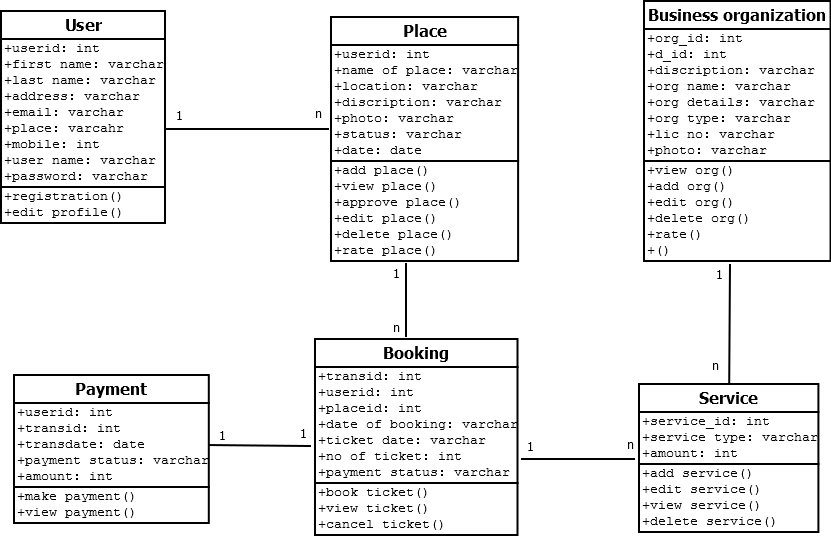 User
+userid: int
+first name: varchar
+last name: varchar
+address: varchar
+email: varchar
+place: varcahr
+mobile: int
+user name: varchar
+password: varchar
+registration()
+edit profile()
1
n
Place
+userid: int
+name of place: varchar
+location: varchar
+discription: varchar
+photo: varchar
+status: varchar
+date: date
+add place()
+view place()
+approve place()
+edit place()
+delete place()
+rate place()
Business organization
+org_id: int
+d_id: int
+discription: varchar
+org name: varchar
+org details: varchar
+org type: varchar
+lic no: varchar
+photo: varchar
+view org()
+add org()
+edit org()
+delete org()
+rate()
+()
1
n
1
n
Payment
+userid: int
+transid: int
+transdate: date
+payment status: varchar
+amount: int
+make payment()
+view payment()
1
1
Booking
+transid: int
+userid: int
+placeid: int
+date of booking: varchar
+ticket date: varchar
+no of ticket: int
+payment status: varchar
+book ticket()
+view ticket()
+cancel ticket()
1
n
Service
+service_id: int
+service type: varchar
+amount: int
+add service()
+edit service()
+view service()
+delete service()